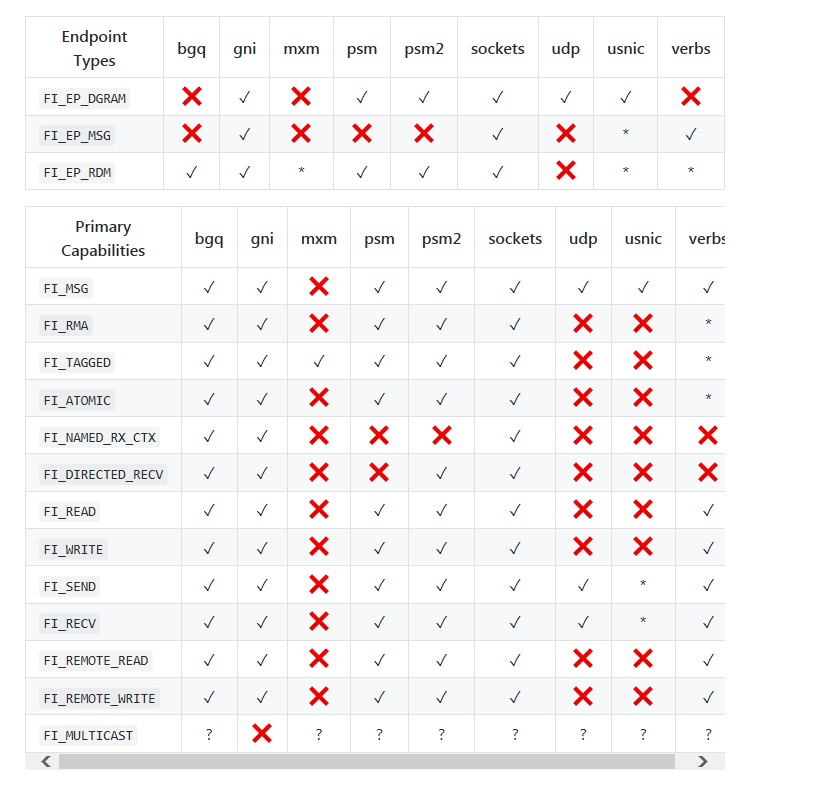 Endpoint
Types bgq gni mxm psm psm2 sockets udp usnic verbs
FI_EP_DGRAM ❌ ✓ ❌ ✓ ✓ ✓ ✓ ✓ ❌
FI_EP_MSG ❌ ✓ ❌ ❌ ❌ ✓ ❌ * ✓
FI_EP_RDM ✓ ✓ * ✓ ✓ ✓ ❌ * *
Primary
Capabilities bgq gni mxm psm psm2 sockets udp usnic verbs
FI_MSG ✓ ✓ ❌ ✓ ✓ ✓ ✓ ✓ ✓
FI_RMA ✓ ✓ ❌ ✓ ✓ ✓ ❌ ❌ *
FI_TAGGED ✓ ✓ ✓ ✓ ✓ ✓ ❌ ❌ *
FI_ATOMIC ✓ ✓ ❌ ✓ ✓ ✓ ❌ ❌ *
FI_NAMED_RX_CTX ✓ ✓ ❌ ❌ ❌ ✓ ❌ ❌ ❌
FI_DIRECTED_RECV ✓ ✓ ❌ ❌ ✓ ✓ ❌ ❌ ❌
FI_READ ✓ ✓ ❌ ✓ ✓ ✓ ❌ ❌ ✓
FI_WRITE ✓ ✓ ❌ ✓ ✓ ✓ ❌ ❌ ✓
FI_SEND ✓ ✓ ❌ ✓ ✓ ✓ ✓ * ✓
FI_RECV ✓ ✓ ❌ ✓ ✓ ✓ ✓ * ✓
FI_REMOTE_READ ✓ ✓ ❌ ✓ ✓ ✓ ❌ ❌ ✓
FI_REMOTE_WRITE ✓ ✓ ❌ ✓ ✓ ✓ ❌ ❌ ✓
FI_MULTICAST ? ❌ ? ? ? ? ? ? ?